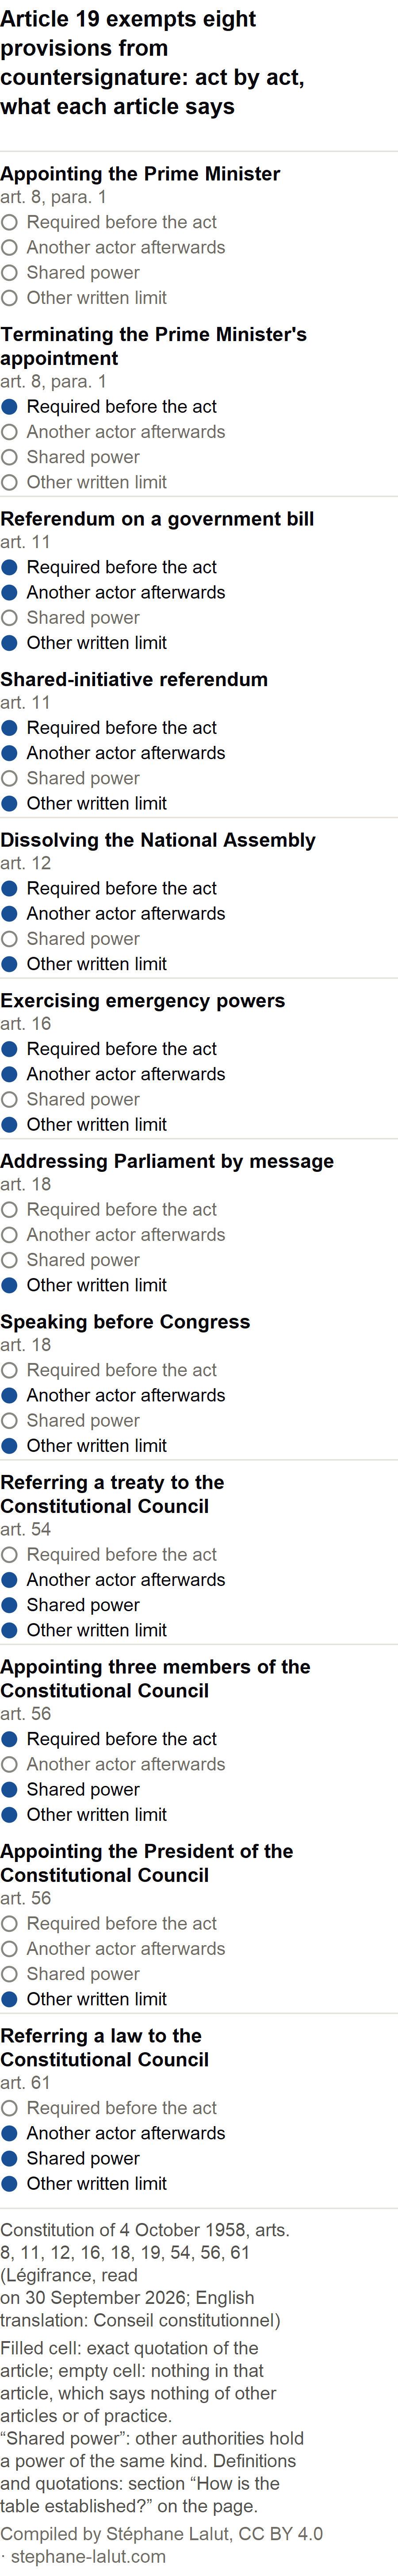 Article 19 exempts eight
provisions from
countersignature: act by act,
what each article says
Appointing the Prime Minister
art. 8, para. 1
Required before the act
Another actor afterwards
Shared power
Other written limit
Terminating the Prime Minister's
appointment
art. 8, para. 1
Required before the act
Another actor afterwards
Shared power
Other written limit
Referendum on a government bill
art. 11
Required before the act
Another actor afterwards
Shared power
Other written limit
Shared-initiative referendum
art. 11
Required before the act
Another actor afterwards
Shared power
Other written limit
Dissolving the National Assembly
art. 12
Required before the act
Another actor afterwards
Shared power
Other written limit
Exercising emergency powers
art. 16
Required before the act
Another actor afterwards
Shared power
Other written limit
Addressing Parliament by message
art. 18
Required before the act
Another actor afterwards
Shared power
Other written limit
Speaking before Congress
art. 18
Required before the act
Another actor afterwards
Shared power
Other written limit
Referring a treaty to the
Constitutional Council
art. 54
Required before the act
Another actor afterwards
Shared power
Other written limit
Appointing three members of the
Constitutional Council
art. 56
Required before the act
Another actor afterwards
Shared power
Other written limit
Appointing the President of the
Constitutional Council
art. 56
Required before the act
Another actor afterwards
Shared power
Other written limit
Referring a law to the
Constitutional Council
art. 61
Required before the act
Another actor afterwards
Shared power
Other written limit
Constitution of 4 October 1958, arts.
8, 11, 12, 16, 18, 19, 54, 56, 61
(Légifrance, read
on 30 September 2026; English
translation: Conseil constitutionnel)
Filled cell: exact quotation of the
article; empty cell: nothing in that
article, which says nothing of other
articles or of practice.
“Shared power”: other authorities hold
a power of the same kind. Definitions
and quotations: section “How is the
table established?” on the page.
Compiled by Stéphane Lalut, CC BY 4.0
· stephane-lalut.com